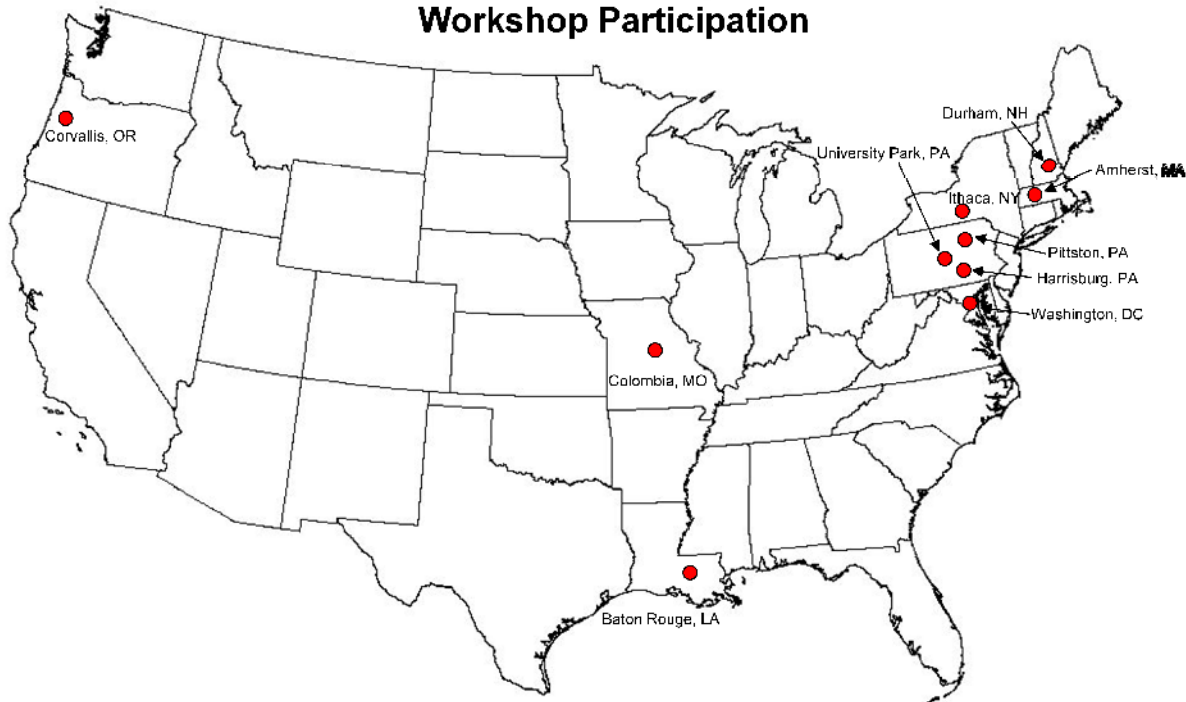 Workshop Participation
Durham, NH
Corvallis, OR
University Park, PA
Amherst, MA
Ithaca, NY
Pittston, PA
Harrisburg. PA
Washington, DC
Colombia, MO
Baton Rouge, LA